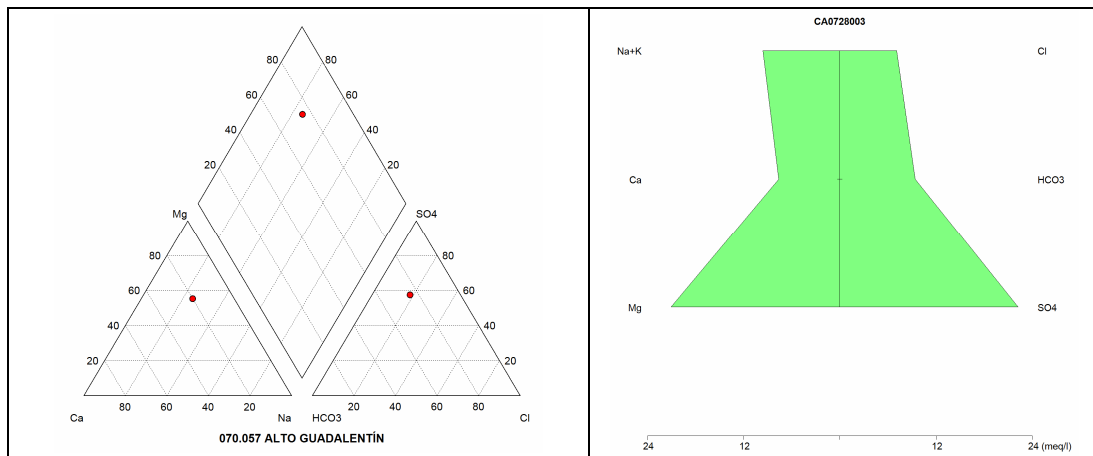 80 80
60 60
40 40
20 20
Mg SO4
80 80
60 60
40 40
20 20
80 60 40 20 20 40 60 80
Ca Na HCO3 Cl
070.057 ALTO GUADALENTÍN
CA0728003
Na+K Cl
Ca HCO3
Mg SO4
24 12 12 24 (meq/l)